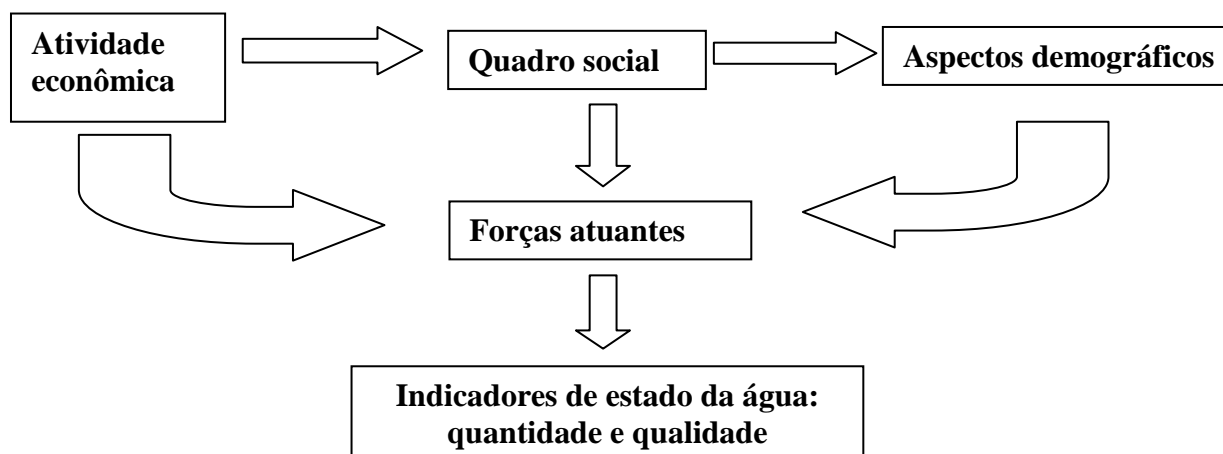 Atividade
econômica
Quadro social
Aspectos demográficos
Forças atuantes
Indicadores de estado da água:
quantidade e qualidade